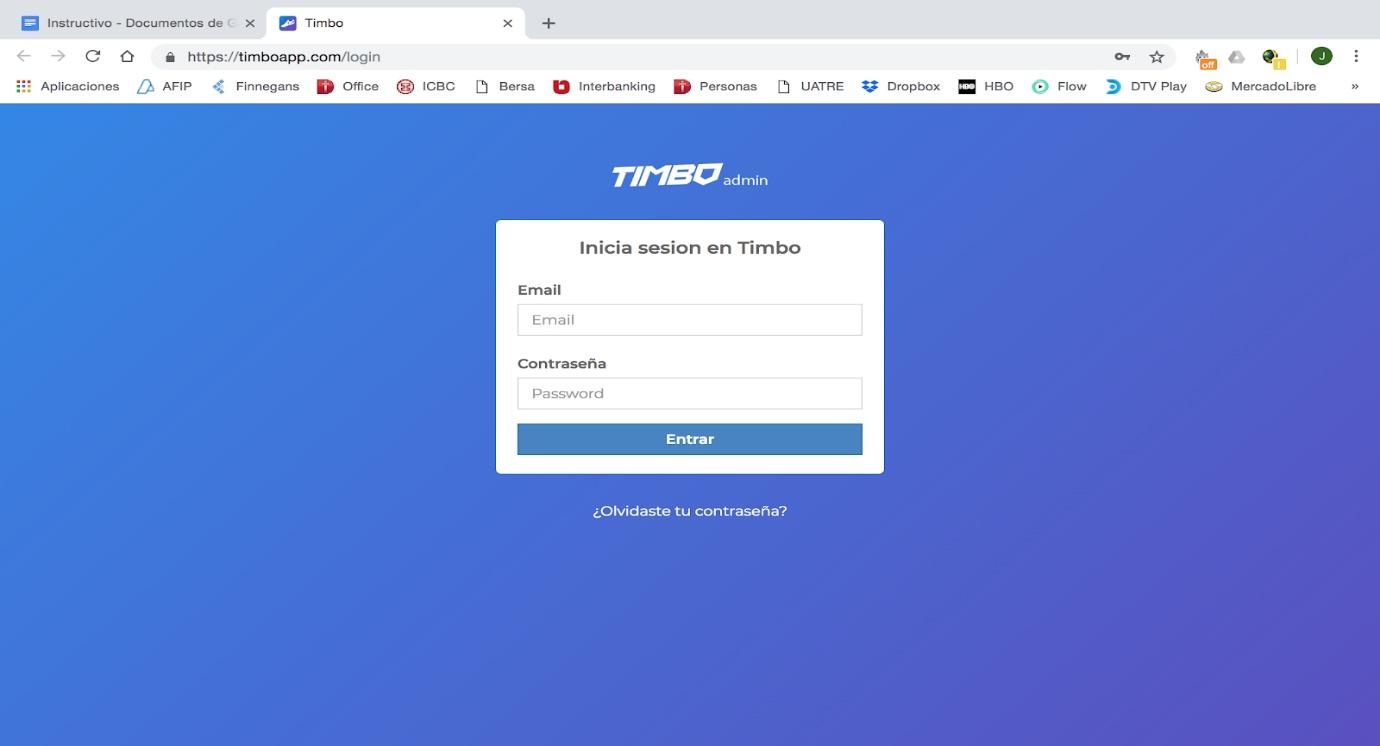 Instructivo - Documentos de G
Timbo
https://timboapp.com/login
off
J
Aplicaciones AFIP Finnegans Office ICBC Bersa Interbanking Personas UATRE Dropbox HBO Flow DTV Play MercadoLibre »
TIMBO admin
Inicia sesion en Timbo
Email
Email
Contraseña
Password
Entrar
¿Olvidaste tu contraseña?